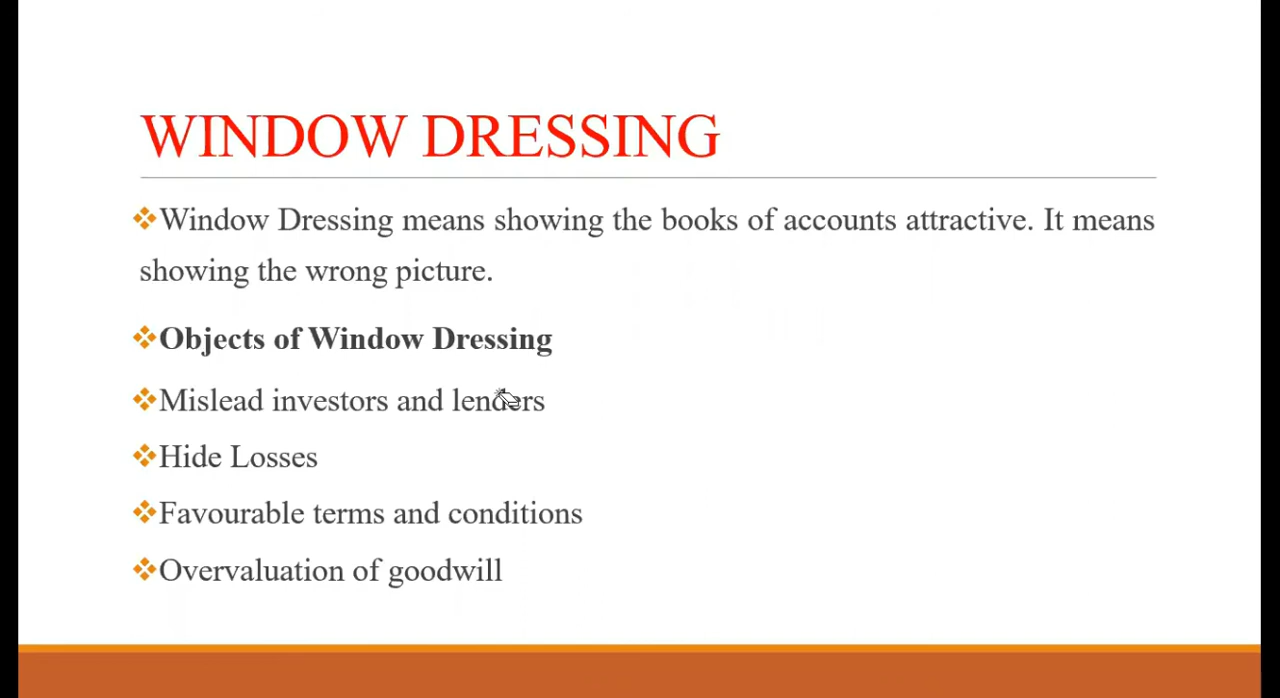 WINDOW DRESSING
Window Dressing means showing the books of accounts attractive. It means
showing the wrong picture.
Objects of Window Dressing
Mislead investors and lenders
Hide Losses
Favourable terms and conditions
Overvaluation of goodwill